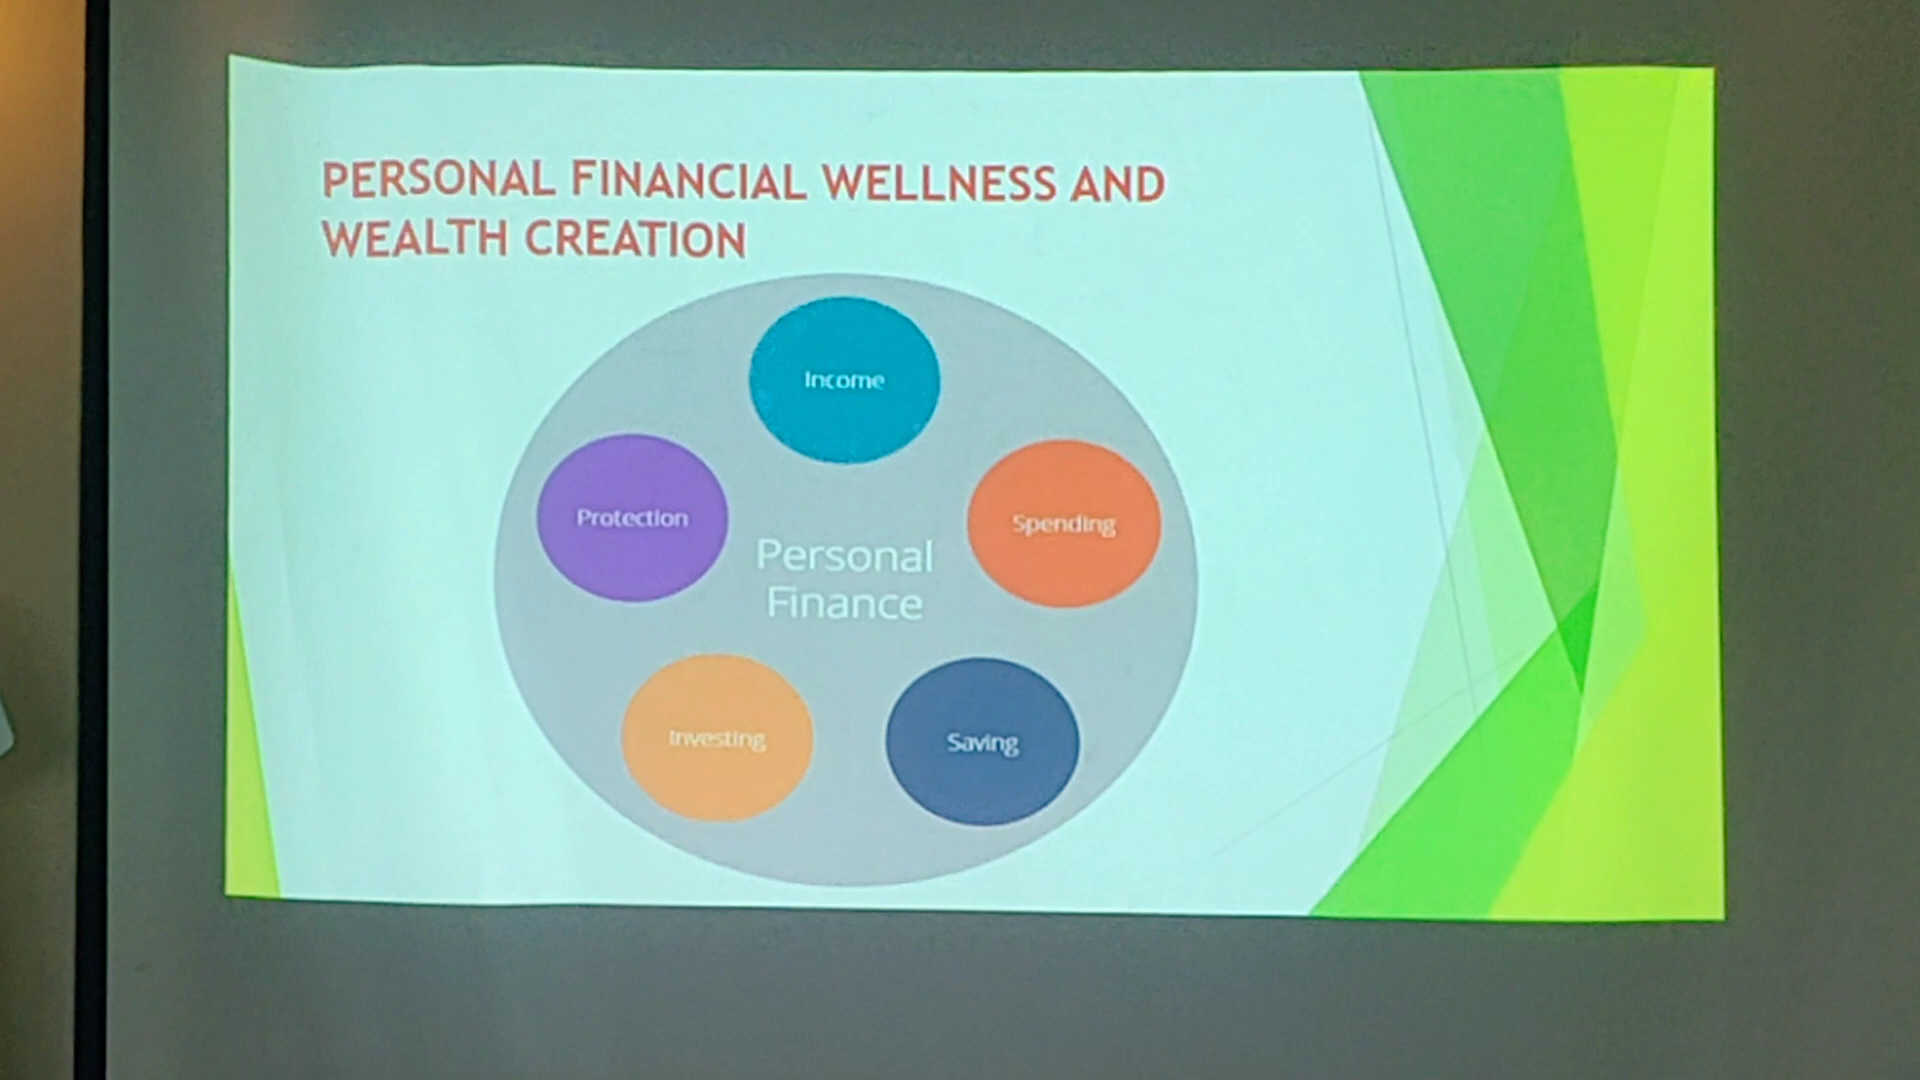 PERSONAL FINANCIAL WELLNESS AND
WEALTH CREATION
Income
Protection
Spending
Personal
Finance
Investing
Saving